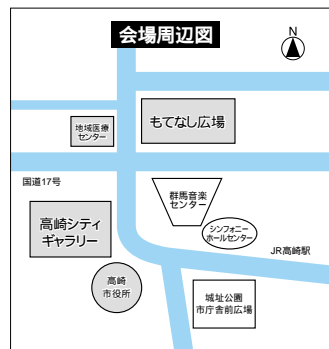 会場周辺図
N
地域医療
センター
もてなし広場
国道17号
群馬音楽
センター
高崎シティ
ギャラリー
シンフォニー
ホールセンター
JR高崎駅
高崎
市役所
城址公園
市庁舎前広場